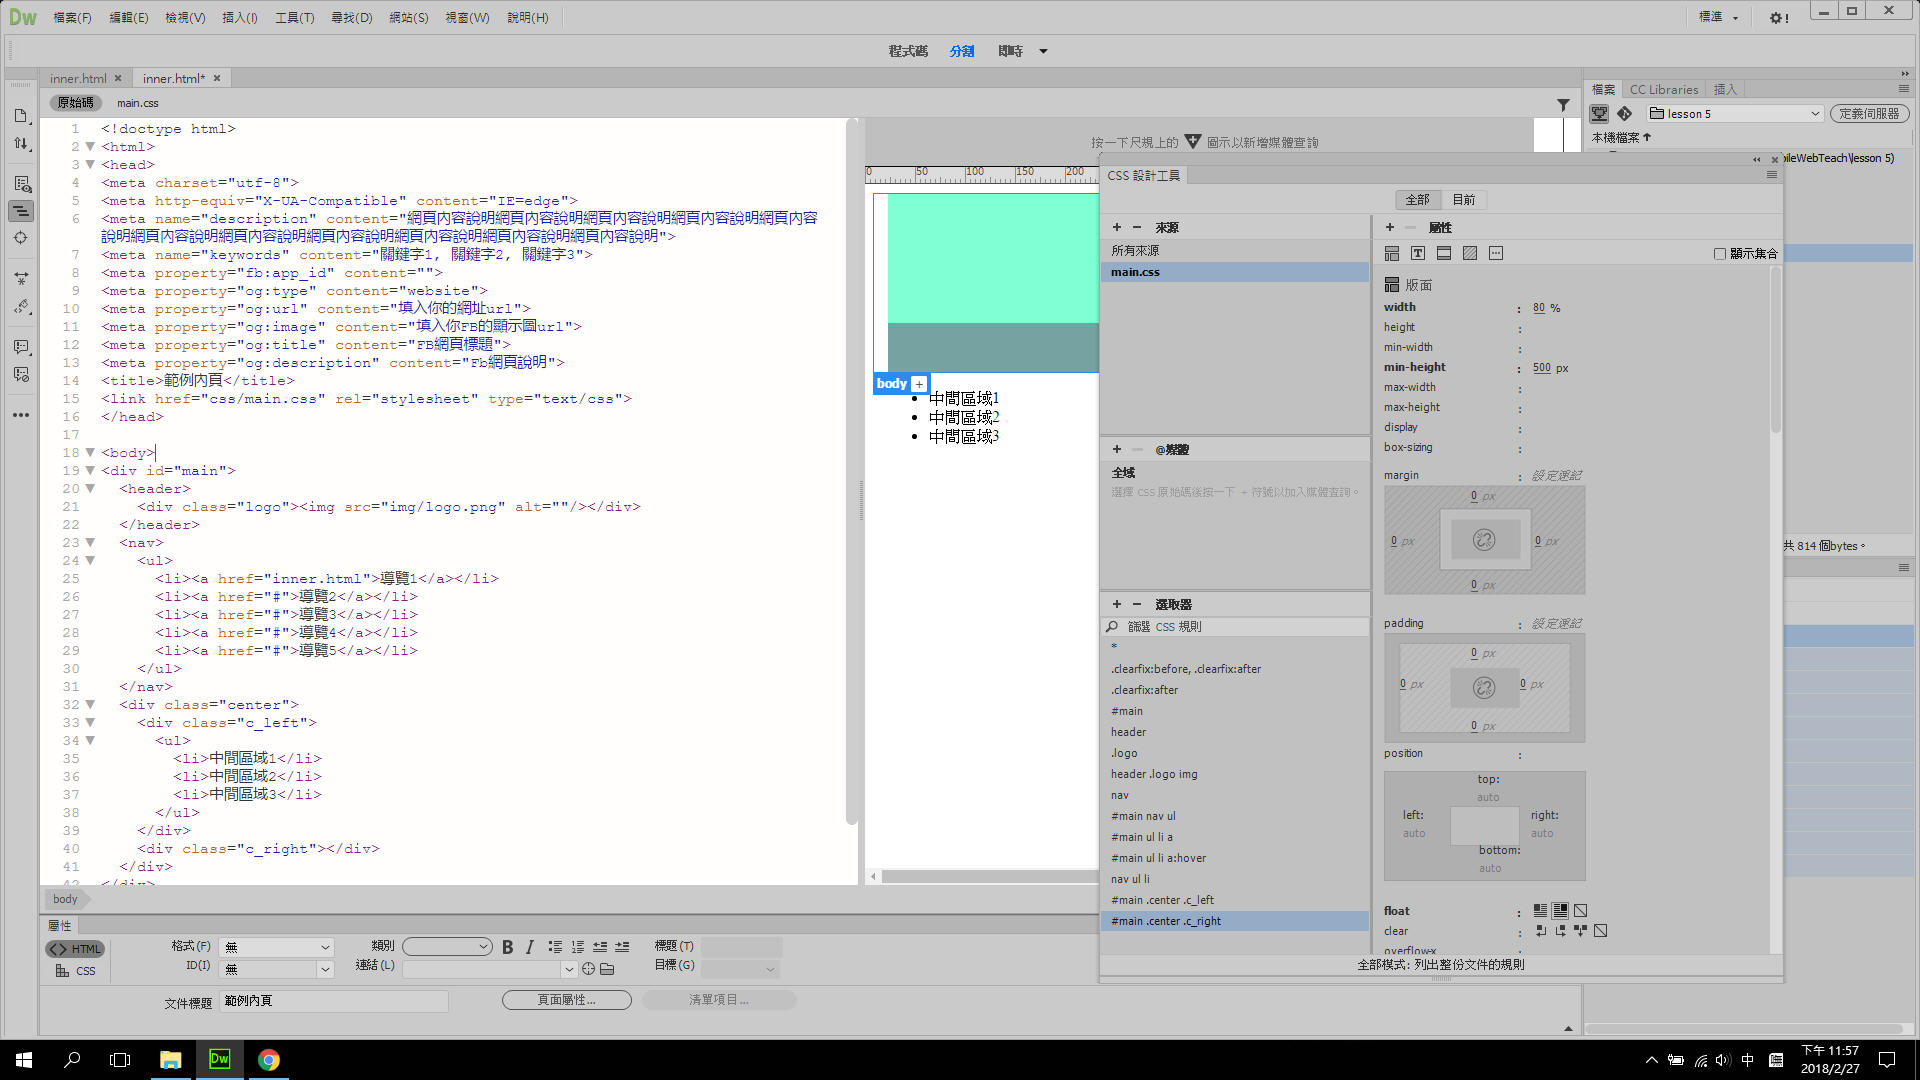 Dw 檔案(F) 編輯(E) 檢視(V) 插入(I) 工具(T) 尋找(D) 網站(S) 視窗(W) 說明(H) 標準
程式碼 分割 即時
inner.html inner.html*
原始碼 main.css
1 <!doctype html>
2 <html>
3 <head>
4 <meta charset="utf-8">
5 <meta http-equiv="X-UA-Compatible" content="IE=edge">
6 <meta name="description" content="網頁內容說明網頁內容說明網頁內容說明網頁內容說明網頁內容
說明網頁內容說明網頁內容說明網頁內容說明網頁內容說明網頁內容說明網頁內容說明">
7 <meta name="keywords" content="關鍵字1, 關鍵字2, 關鍵字3">
8 <meta property="fb:app_id" content="">
9 <meta property="og:type" content="website">
10 <meta property="og:url" content="填入你的網址url">
11 <meta property="og:image" content="填入你FB的顯示圖url">
12 <meta property="og:title" content="FB網頁標題">
13 <meta property="og:description" content="Fb網頁說明">
14 <title>範例內頁</title>
15 <link href="css/main.css" rel="stylesheet" type="text/css">
16 </head>
17
18 <body>
19 <div id="main">
20 <header>
21 <div class="logo"><img src="img/logo.png" alt=""/></div>
22 </header>
23 <nav>
24 <ul>
25 <li><a href="inner.html">導覽1</a></li>
26 <li><a href="#">導覽2</a></li>
27 <li><a href="#">導覽3</a></li>
28 <li><a href="#">導覽4</a></li>
29 <li><a href="#">導覽5</a></li>
30 </ul>
31 </nav>
32 <div class="center">
33 <div class="c_left">
34 <ul>
35 <li>中間區域1</li>
36 <li>中間區域2</li>
37 <li>中間區域3</li>
38 </ul>
39 </div>
40 <div class="c_right"></div>
41 </div>
42 </div>
body
按一下尺規上的 圖示以新增媒體查詢
0 50 100 150 200
body +
中間區域1
中間區域2
中間區域3
CSS 設計工具
全部 目前
+ − 來源
所有來源
main.css
+ − @媒體
全域
選擇 CSS 原始碼後按一下 + 符號以加入媒體查詢。
+ − 選取器
篩選 CSS 規則
*
.clearfix:before, .clearfix:after
.clearfix:after
#main
header
.logo
header .logo img
nav
#main nav ul
#main ul li a
#main ul li a:hover
nav ul li
#main .center .c_left
#main .center .c_right
+ − 屬性
顯示集合
版面
width : 80 %
height :
min-width :
min-height : 500 px
max-width :
max-height :
display :
box-sizing :
margin : 設定速記
0 px
0 px 0 px
0 px
padding : 設定速記
0 px
0 px 0 px
0 px
position :
top:
auto
left: right:
auto auto
bottom:
auto
float :
clear :
overflow-x
全部模式: 列出整份文件的規則
檔案 CC Libraries 插入
lesson 5 定義伺服器
本機檔案
bileWebTeach\lesson 5)
共 814 個bytes。
屬性
<> HTML 格式(F) 無 類別 B I 標題(T)
CSS ID(I) 無 連結(L) 目標(G)
文件標題 範例內頁 頁面屬性... 清單項目...
Dw
中
下午 11:57
2018/2/27